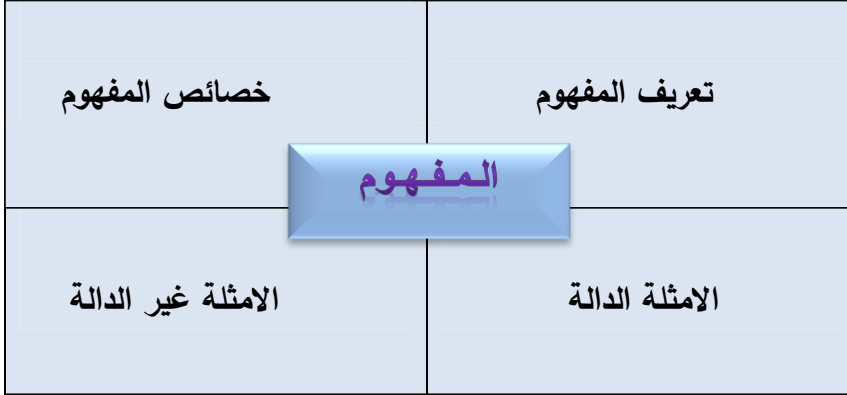 تعريف المفهوم
خصائص المفهوم
المفهوم
الامثلة الدالة
الامثلة غير الدالة